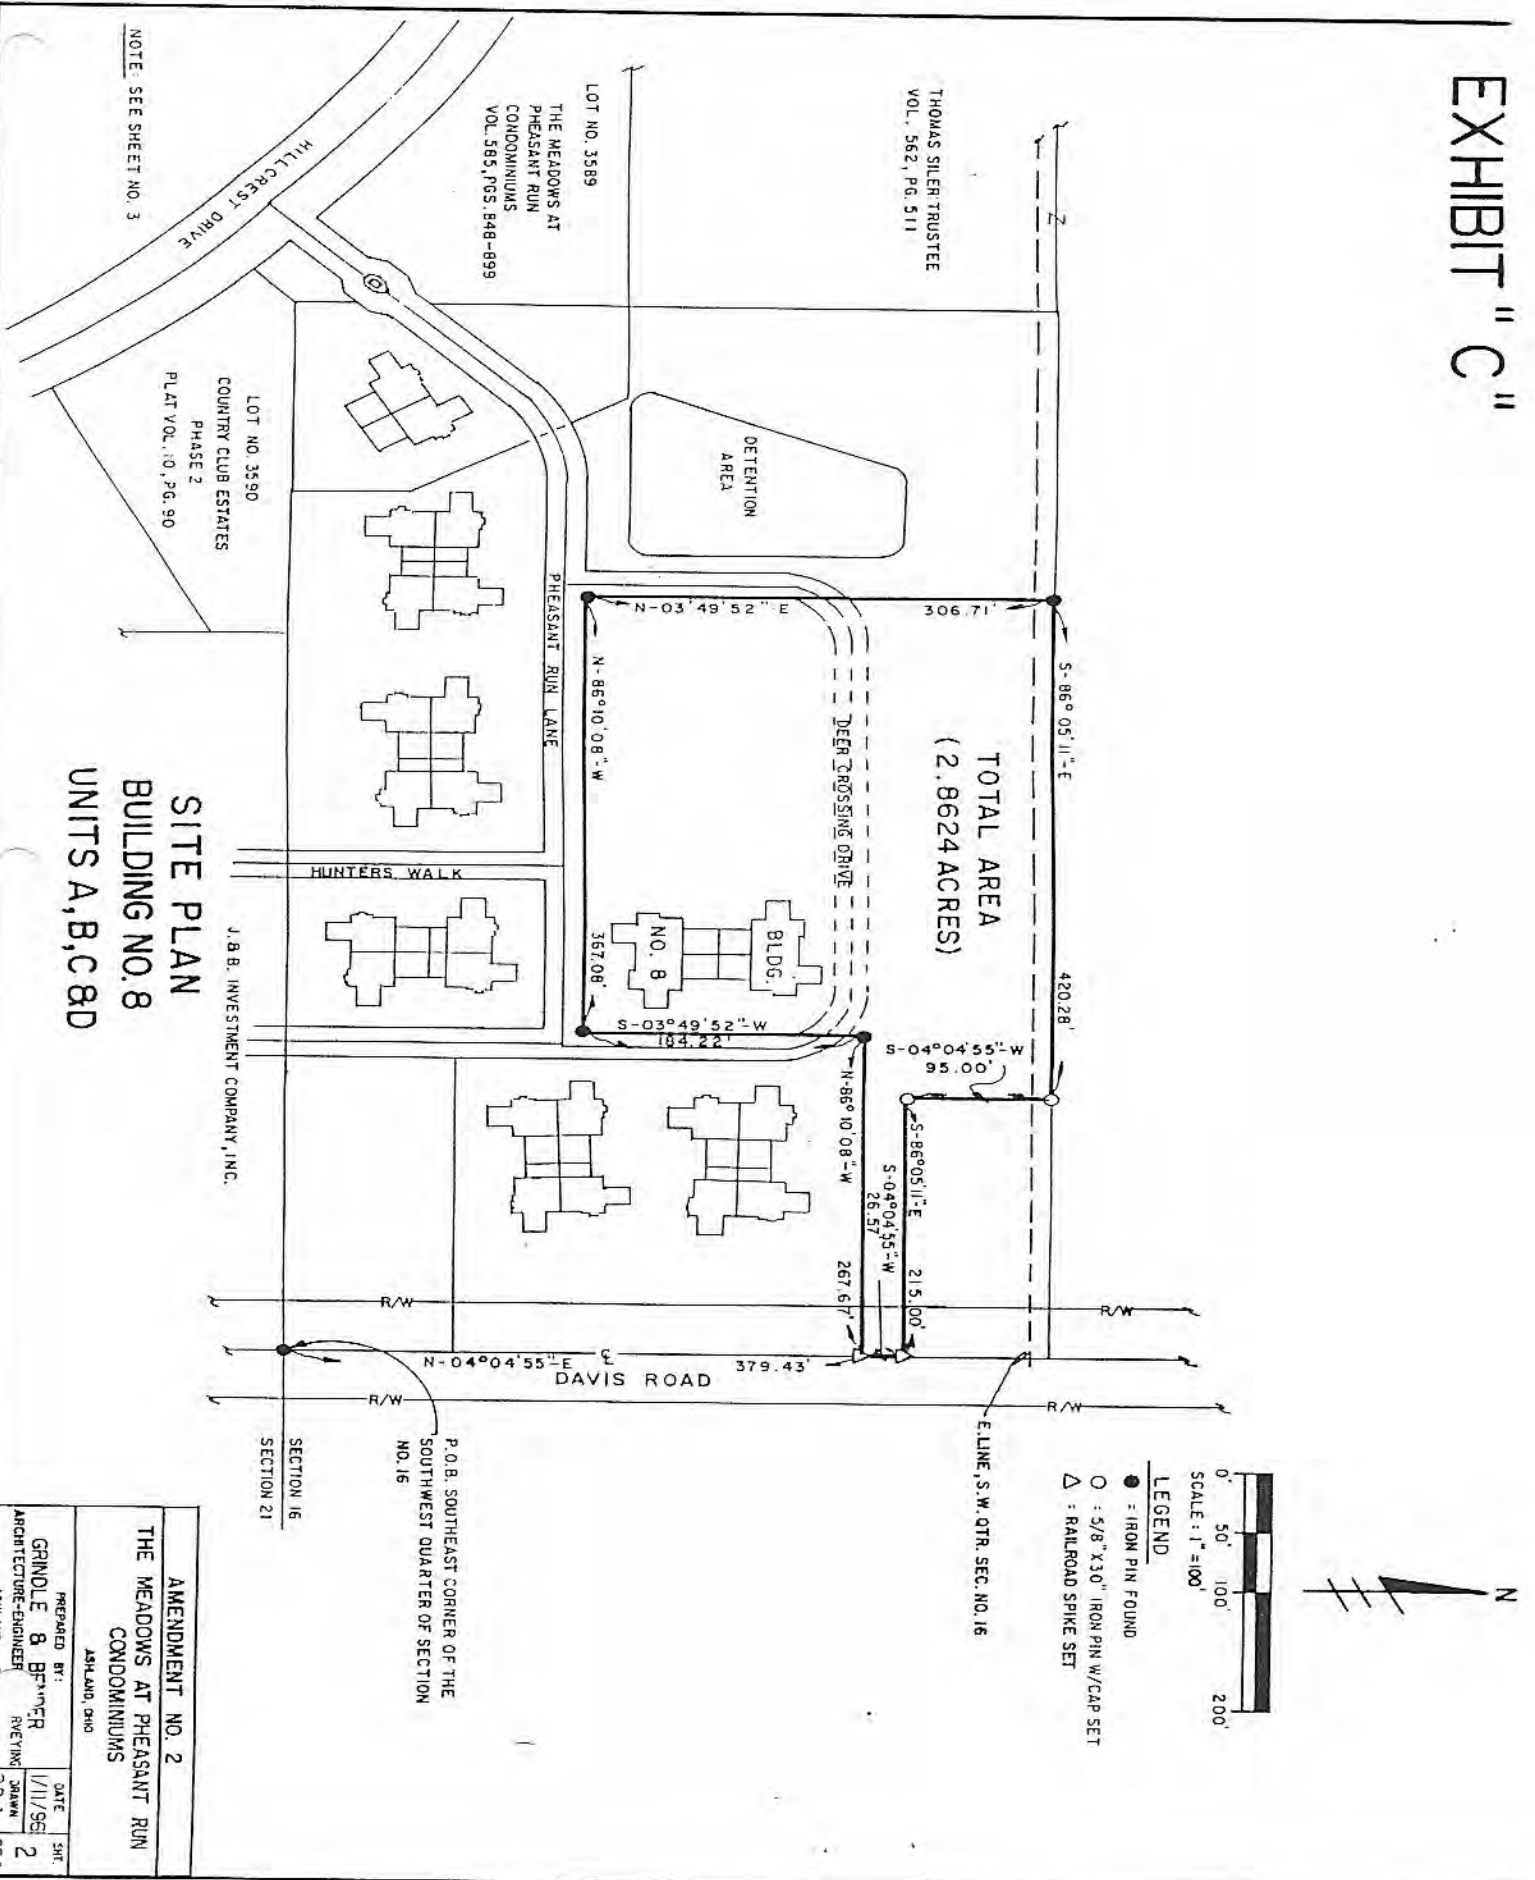 EXHIBIT "C"
THOMAS SILER TRUSTEE
VOL. 562, PG. 511
LOT NO. 3589
THE MEADOWS AT
PHEASANT RUN
CONDOMINIUMS
VOL. 585, PGS. 848-899
HILLCREST DRIVE
NOTE: SEE SHEET NO. 3
LOT NO. 3590
COUNTRY CLUB ESTATES
PHASE 2
PLAT VOL. 10, PG. 90
DETENTION
AREA
N-03°49'52"-E
306.71'
S-86°05'11"-E
420.28'
TOTAL AREA
(2.8624 ACRES)
DEER CROSSING DRIVE
N-86°10'08"-W
367.08'
PHEASANT RUN LANE
HUNTERS WALK
BLDG.
NO. 8
S-03°49'52"-W
184.22'
S-04°04'55"-W
95.00'
S-86°05'11"-E
215.00'
S-04°04'55"-W
26.57'
N-86°10'08"-W
267.67'
J.&B. INVESTMENT COMPANY, INC.
SITE PLAN
BUILDING NO. 8
UNITS A, B, C & D
R/W
R/W
N-04°04'55"-E
℄
379.43'
DAVIS ROAD
R/W
R/W
E. LINE, S.W. QTR. SEC. NO. 16
P.O.B. SOUTHEAST CORNER OF THE
SOUTHWEST QUARTER OF SECTION
NO. 16
SECTION 16
SECTION 21
N
0' 50' 100' 200'
SCALE : 1"=100'
LEGEND
● = IRON PIN FOUND
○ : 5/8"X30" IRON PIN W/CAP SET
△ : RAILROAD SPIKE SET
AMENDMENT NO. 2
THE MEADOWS AT PHEASANT RUN
CONDOMINIUMS
ASHLAND, OHIO
PREPARED BY:
GRINDLE &
ARCHITECTURE-ENGINEER
DATE
1/11/96
DRAWN
SHT.
2